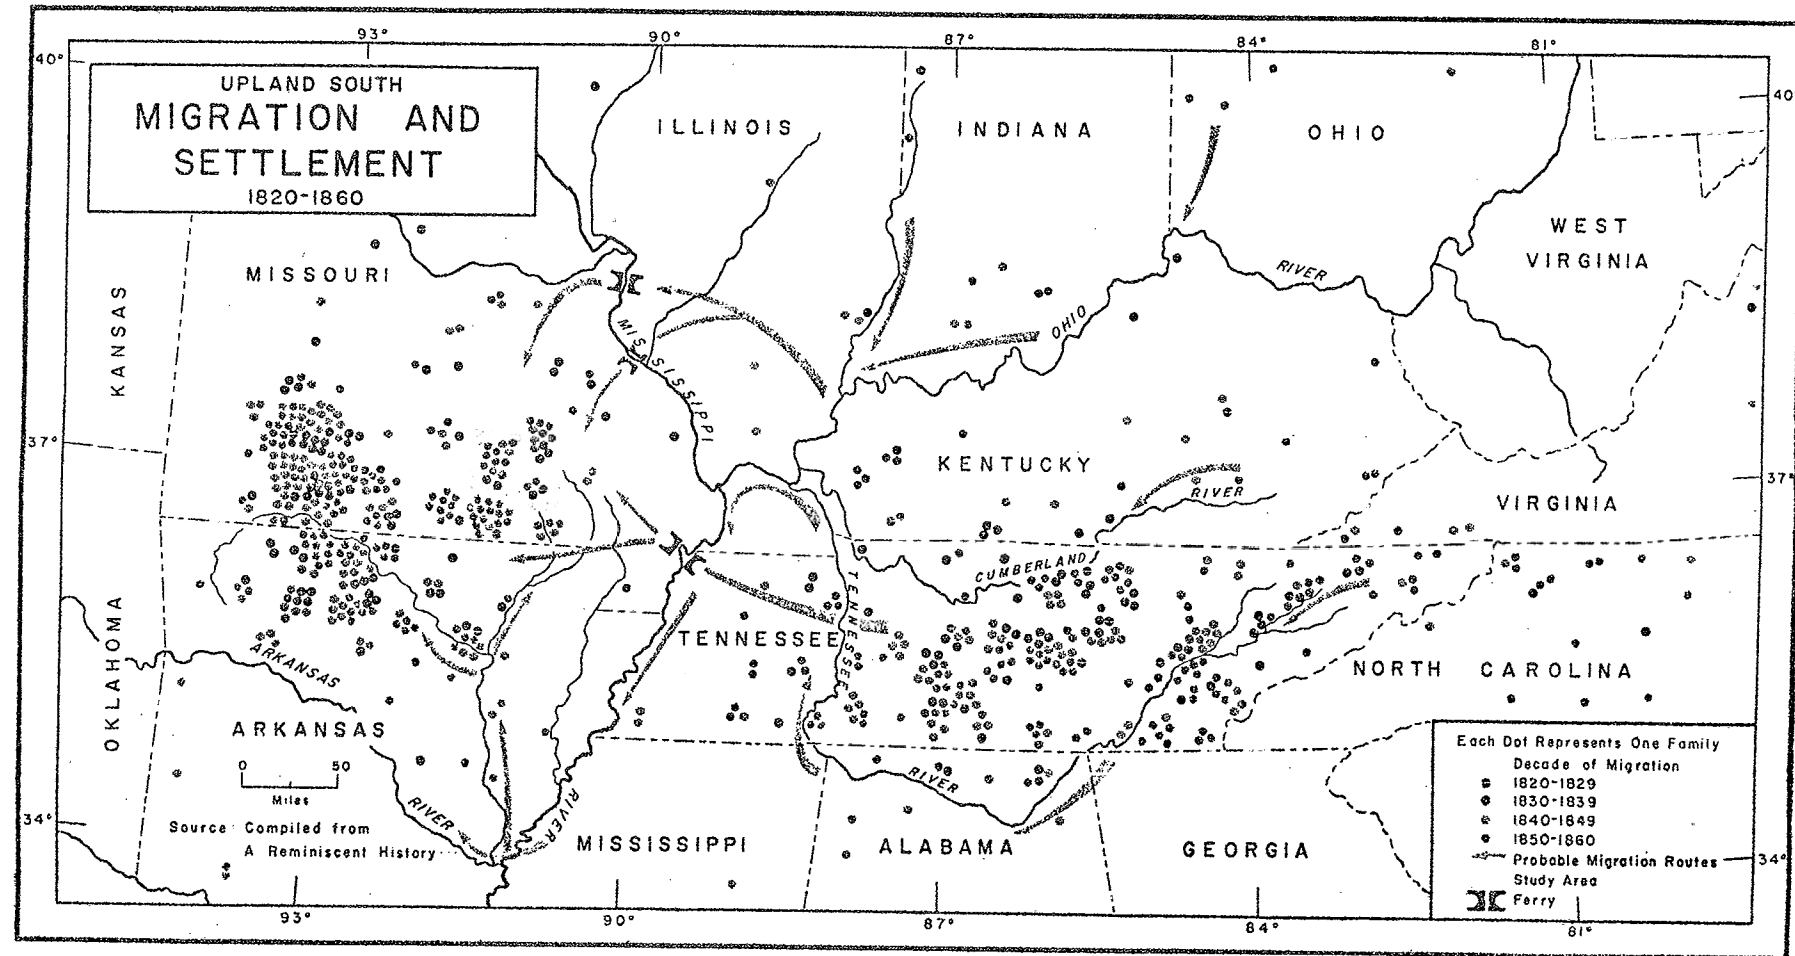 93°
90°
87°
84°
81°
40°
40°
UPLAND SOUTH
MIGRATION AND
SETTLEMENT
1820-1860
ILLINOIS
INDIANA
OHIO
WEST
VIRGINIA
MISSOURI
KANSAS
RIVER
OHIO
MISSISSIPPI
37°
37°
KENTUCKY
RIVER
VIRGINIA
CUMBERLAND
TENNESSEE
TENNESSEE
OKLAHOMA
ARKANSAS
NORTH CAROLINA
ARKANSAS
0 50
Miles
RIVER
RIVER
RIVER
Source: Compiled from
A Reminiscent History
34°
34°
MISSISSIPPI
ALABAMA
GEORGIA
Each Dot Represents One Family
Decade of Migration
1820-1829
1830-1839
1840-1849
1850-1860
Probable Migration Routes
Study Area
Ferry
93°
90°
87°
84°
81°